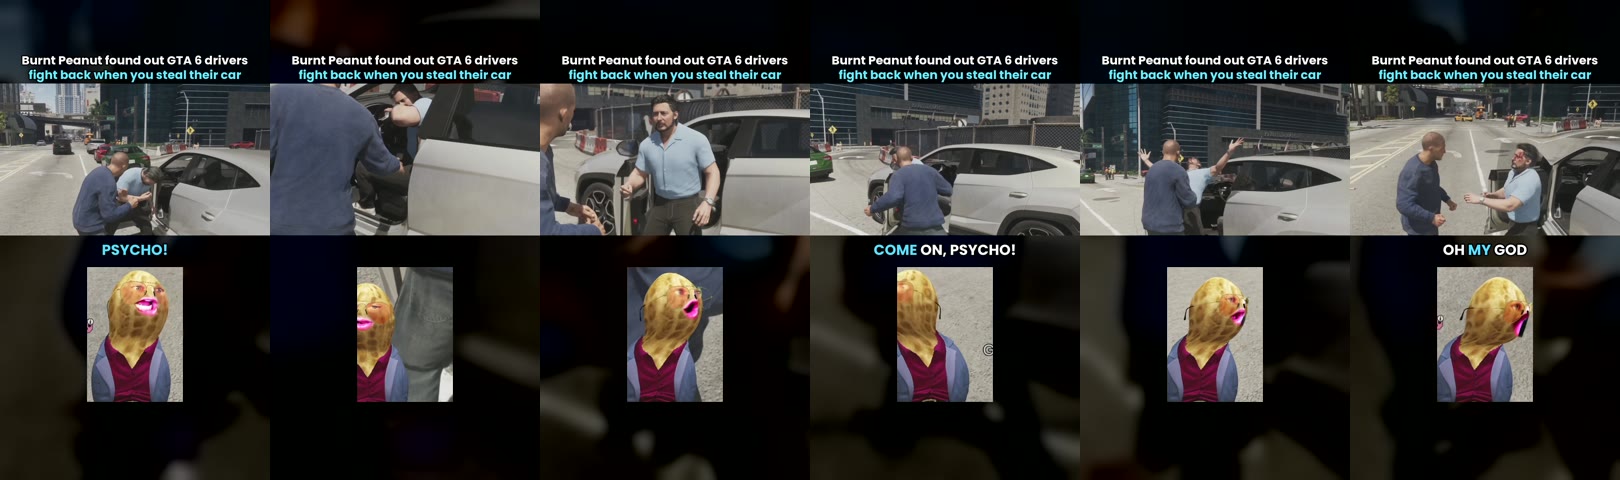 Burnt Peanut found out GTA 6 drivers
fight back when you steal their car
PSYCHO!
Burnt Peanut found out GTA 6 drivers
fight back when you steal their car
Burnt Peanut found out GTA 6 drivers
fight back when you steal their car
Burnt Peanut found out GTA 6 drivers
fight back when you steal their car
COME ON, PSYCHO!
Burnt Peanut found out GTA 6 drivers
fight back when you steal their car
Burnt Peanut found out GTA 6 drivers
fight back when you steal their car
OH MY GOD